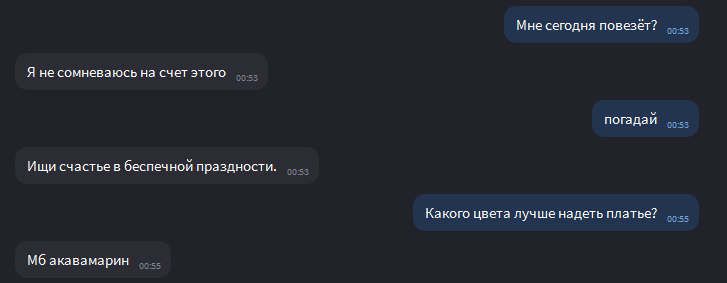 Мне сегодня повезёт? 00:53
Я не сомневаюсь на счет этого 00:53
погадай 00:53
Ищи счастье в беспечной праздности. 00:53
Какого цвета лучше надеть платье? 00:55
Мб акавамарин 00:55